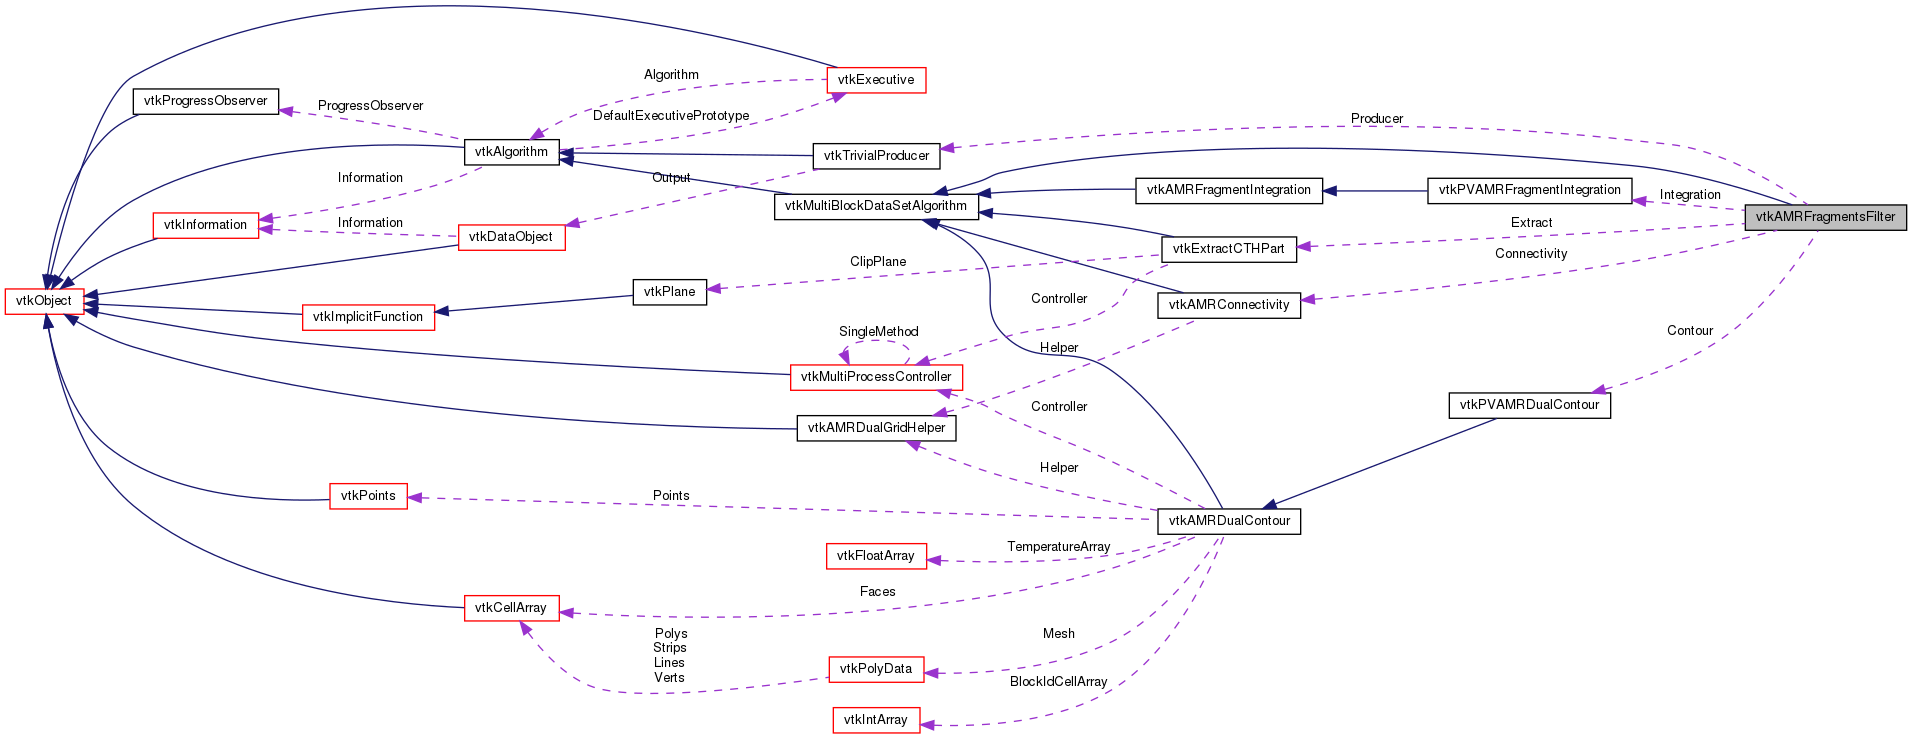 vtkExecutive
Algorithm
vtkProgressObserver
ProgressObserver
DefaultExecutivePrototype
Producer
vtkAlgorithm
vtkTrivialProducer
Information
Output
vtkAMRFragmentIntegration
vtkPVAMRFragmentIntegration
Integration
vtkMultiBlockDataSetAlgorithm
vtkAMRFragmentsFilter
vtkInformation
Information
Extract
vtkDataObject
vtkExtractCTHPart
Connectivity
ClipPlane
vtkPlane
vtkObject
Controller
vtkAMRConnectivity
vtkImplicitFunction
SingleMethod
Contour
Helper
vtkMultiProcessController
Controller
vtkPVAMRDualContour
vtkAMRDualGridHelper
Helper
vtkPoints
Points
vtkAMRDualContour
TemperatureArray
vtkFloatArray
Faces
vtkCellArray
Polys
Strips
Lines
Verts
Mesh
vtkPolyData
BlockIdCellArray
vtkIntArray